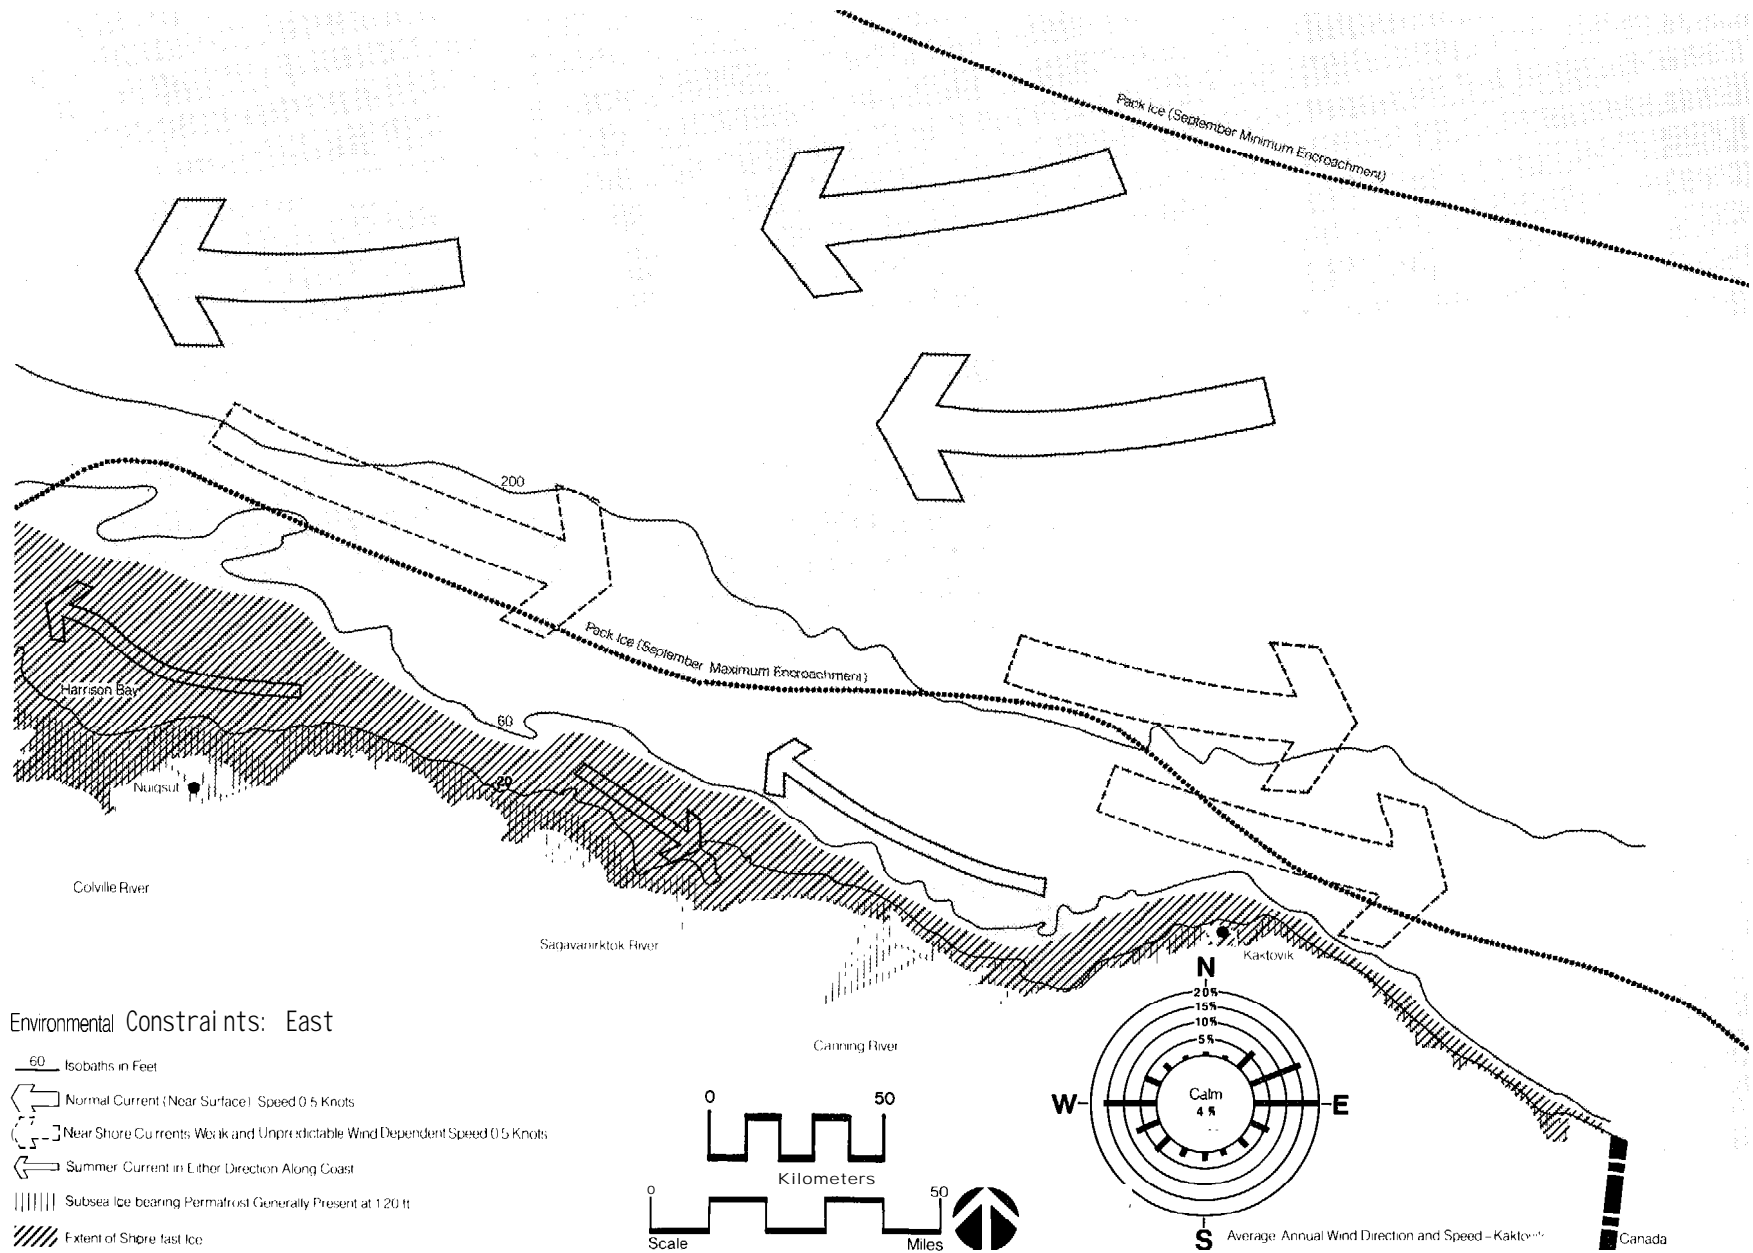 Pack Ice (September Minimum Encroachment)
200
Pack Ice (September Maximum Encroachment)
Harrison Bay
60
20
Nuiqsut
Colville River
Sagavanirktok River
Kaktovik
Canning River
Environmental Constraints: East
60 Isobaths in Feet
Normal Current (Near Surface) Speed 0 5 Knots
Near Shore Currents Weak and Unpredictable Wind Dependent Speed 0 5 Knots
Summer Current in Either Direction Along Coast
Subsea Ice bearing Permafrost Generally Present at 1 20 ft
Extent of Shore fast Ice
0 50
Kilometers
0 50
Scale Miles
N
20%
15%
10%
5%
W Calm E
4%
S
Average Annual Wind Direction and Speed –
Canada